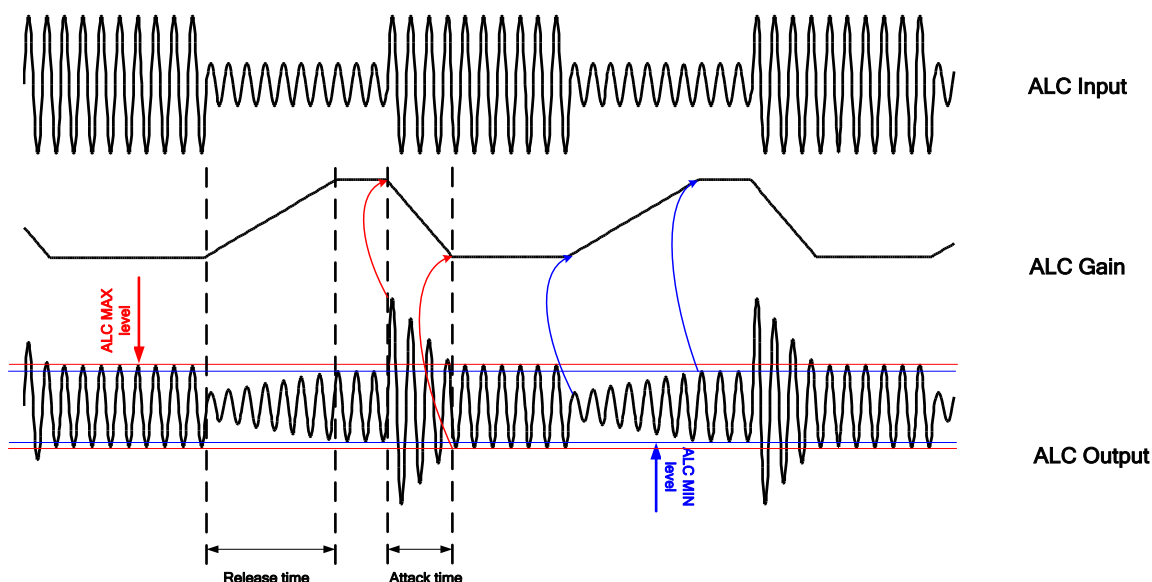 ALC Input
ALC Gain
ALC MAX
level
ALC MIN
level
ALC Output
Release time
Attack time